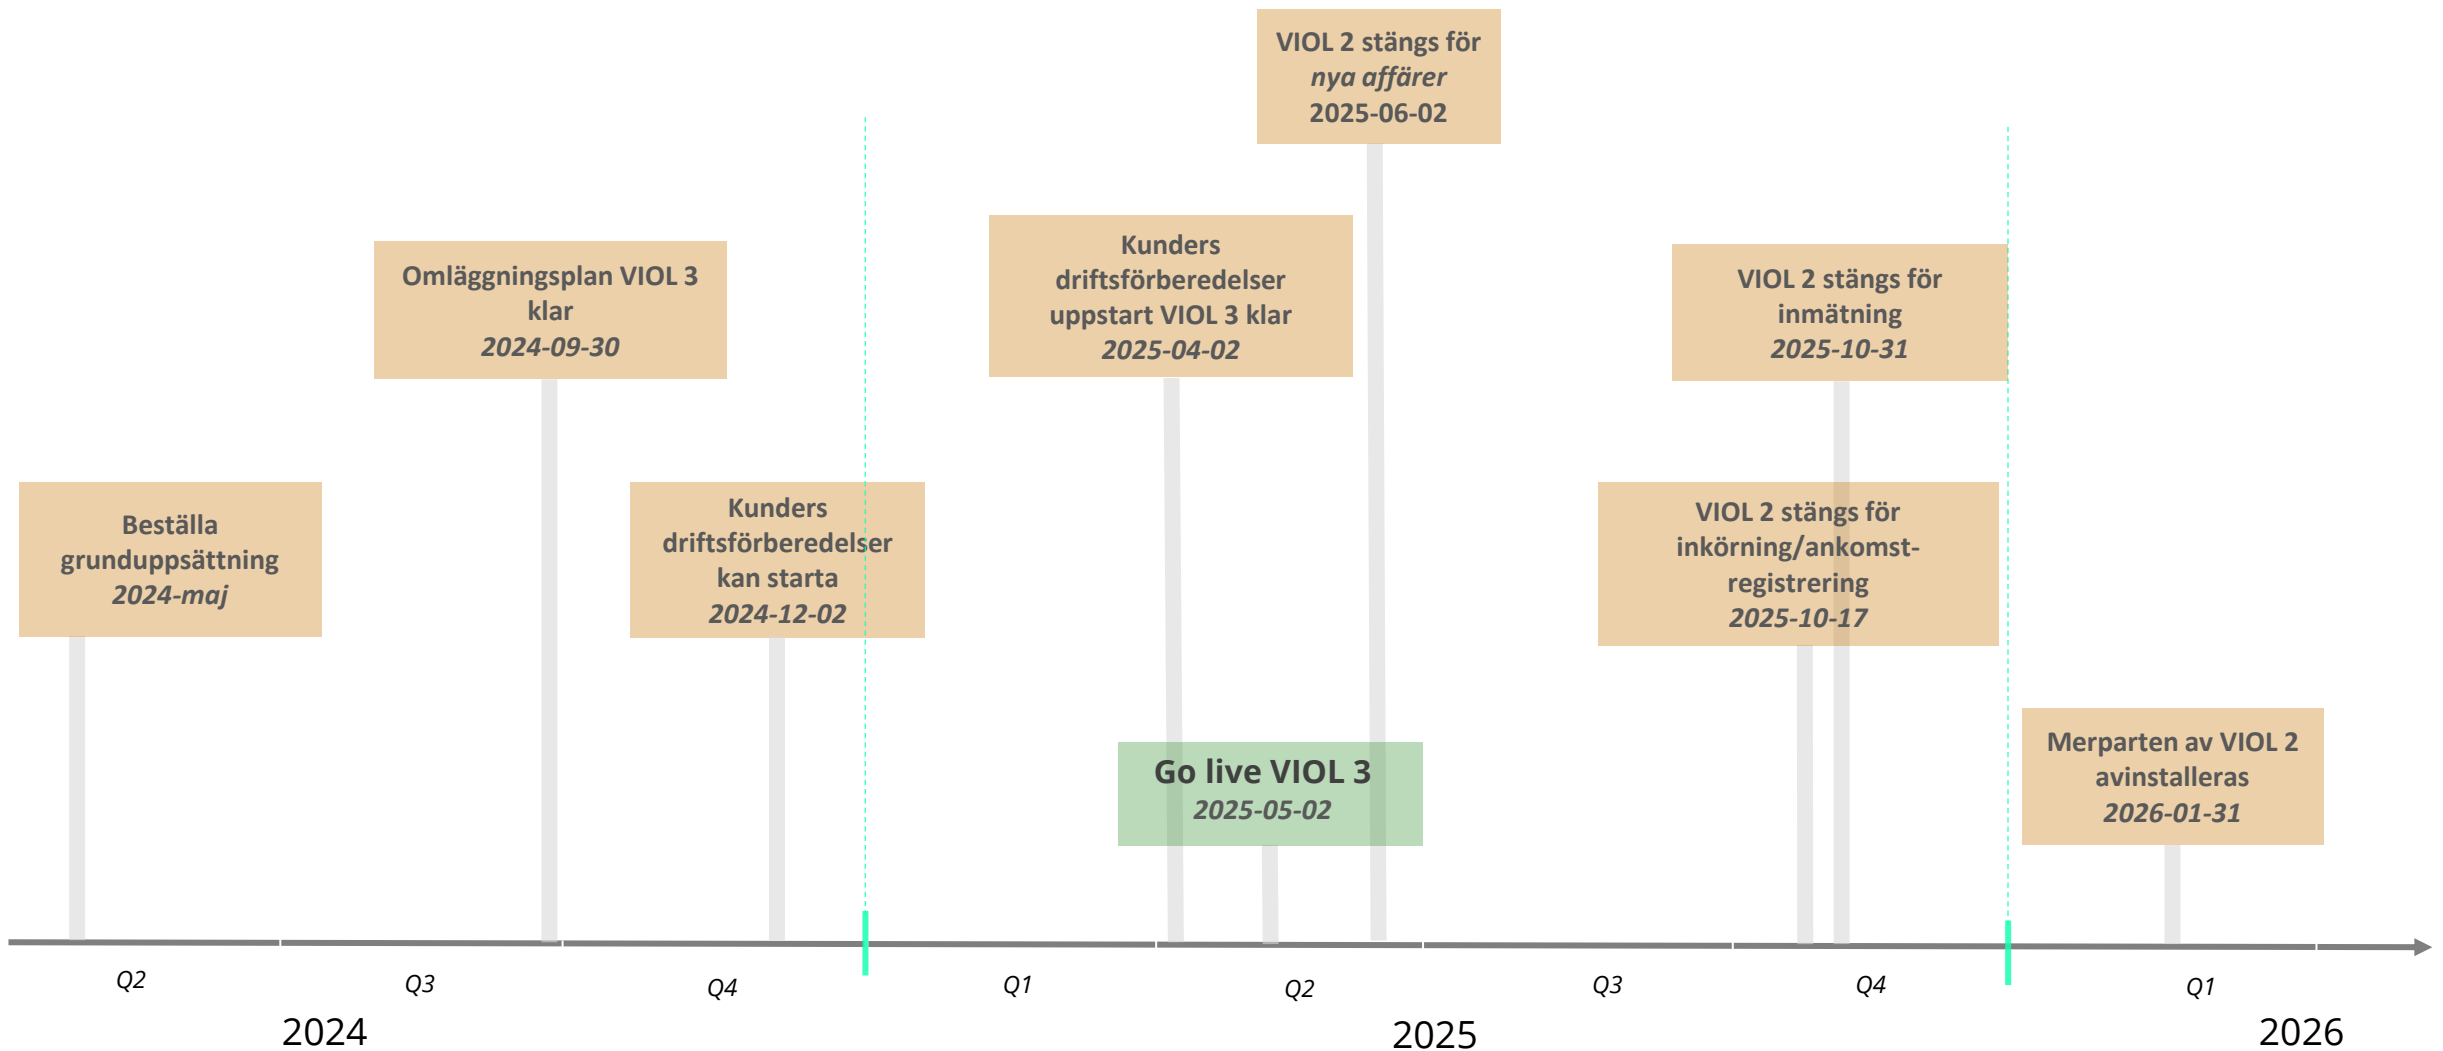 VIOL 2 stängs för
nya affärer
2025-06-02
Omläggningsplan VIOL 3
klar
2024-09-30
Kunders
driftsförberedelser
uppstart VIOL 3 klar
2025-04-02
VIOL 2 stängs för
inmätning
2025-10-31
Beställa
grunduppsättning
2024-maj
Kunders
driftsförberedelser
kan starta
2024-12-02
VIOL 2 stängs för
inkörning/ankomst-
registrering
2025-10-17
Go live VIOL 3
2025-05-02
Merparten av VIOL 2
avinstalleras
2026-01-31
Q2
Q3
Q4
Q1
Q2
Q3
Q4
Q1
2024
2025
2026